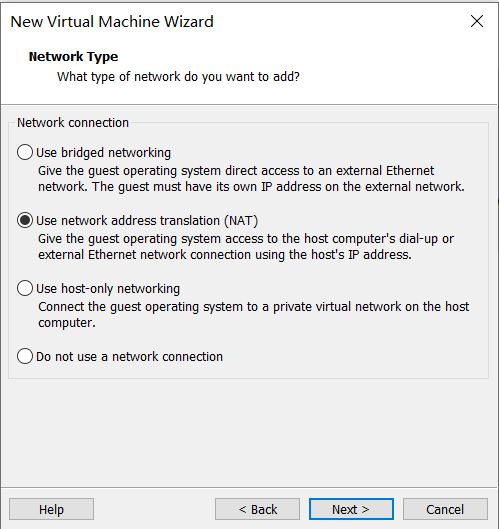 New Virtual Machine Wizard
Network Type
What type of network do you want to add?
Network connection
Use bridged networking
Give the guest operating system direct access to an external Ethernet
network. The guest must have its own IP address on the external network.
Use network address translation (NAT)
Give the guest operating system access to the host computer's dial-up or
external Ethernet network connection using the host's IP address.
Use host-only networking
Connect the guest operating system to a private virtual network on the host
computer.
Do not use a network connection
Help
< Back
Next >
Cancel